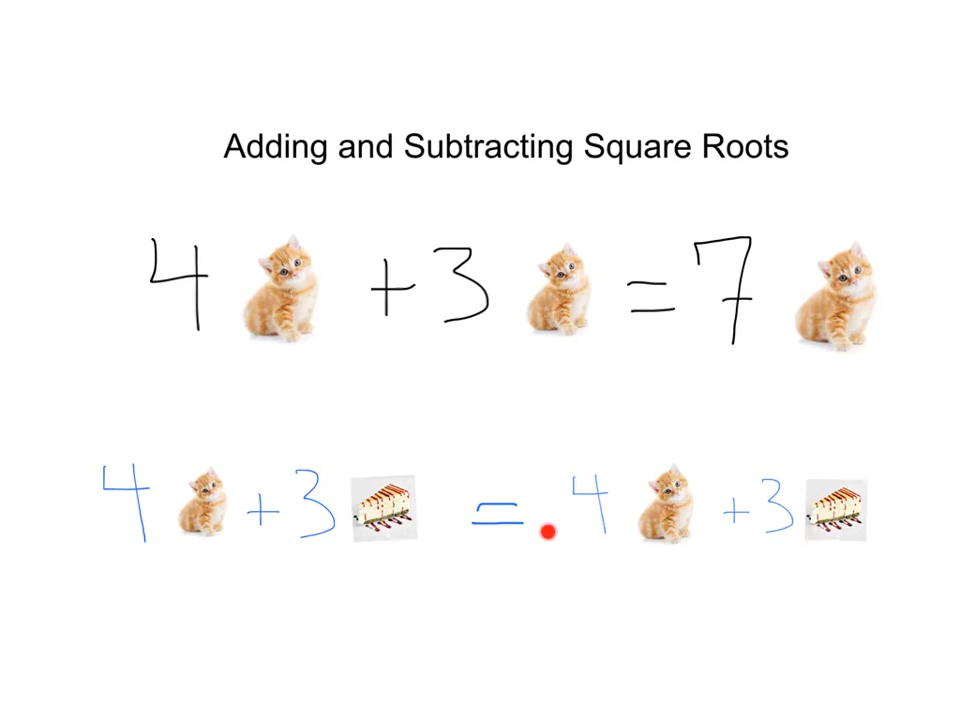 Adding and Subtracting Square Roots
4 + 3 = 7
4 + 3 = 4 + 3